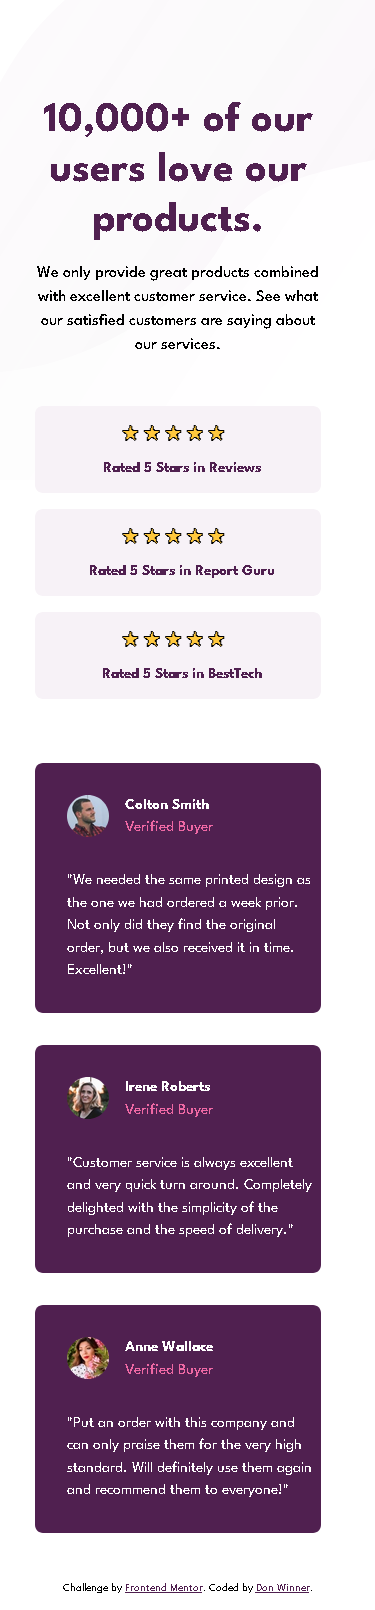 10,000+ of our
users love our
products.
We only provide great products combined
with excellent customer service. See what
our satisfied customers are saying about
our services.
Rated 5 Stars in Reviews
Rated 5 Stars in Report Guru
Rated 5 Stars in BestTech
Colton Smith
Verified Buyer
"We needed the same printed design as
the one we had ordered a week prior.
Not only did they find the original
order, but we also received it in time.
Excellent!"
Irene Roberts
Verified Buyer
"Customer service is always excellent
and very quick turn around. Completely
delighted with the simplicity of the
purchase and the speed of delivery."
Anne Wallace
Verified Buyer
"Put an order with this company and
can only praise them for the very high
standard. Will definitely use them again
and recommend them to everyone!"
Challenge by Frontend Mentor. Coded by Don Winner.